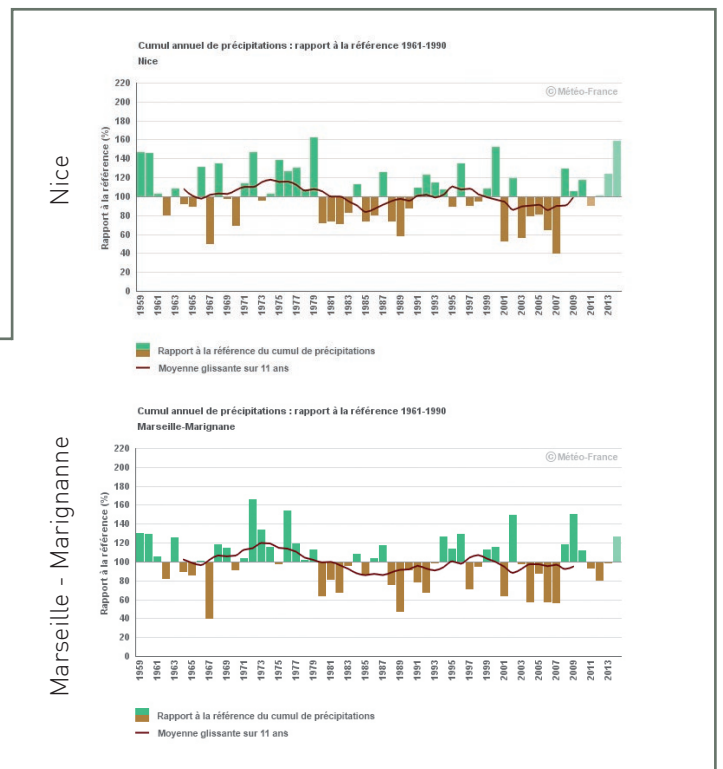 Nice
Cumul annuel de précipitations : rapport à la référence 1961-1990
Nice
© Météo-France
Rapport à la référence (%)
220
200
180
160
140
120
100
80
60
40
20
0
1959 1961 1963 1965 1967 1969 1971 1973 1975 1977 1979 1981 1983 1985 1987 1989 1991 1993 1995 1997 1999 2001 2003 2005 2007 2009 2011 2013
Rapport à la référence du cumul de précipitations
Moyenne glissante sur 11 ans
Marseille - Marignanne
Cumul annuel de précipitations : rapport à la référence 1961-1990
Marseille-Marignane
© Météo-France
Rapport à la référence (%)
220
200
180
160
140
120
100
80
60
40
20
0
1959 1961 1963 1965 1967 1969 1971 1973 1975 1977 1979 1981 1983 1985 1987 1989 1991 1993 1995 1997 1999 2001 2003 2005 2007 2009 2011 2013
Rapport à la référence du cumul de précipitations
Moyenne glissante sur 11 ans